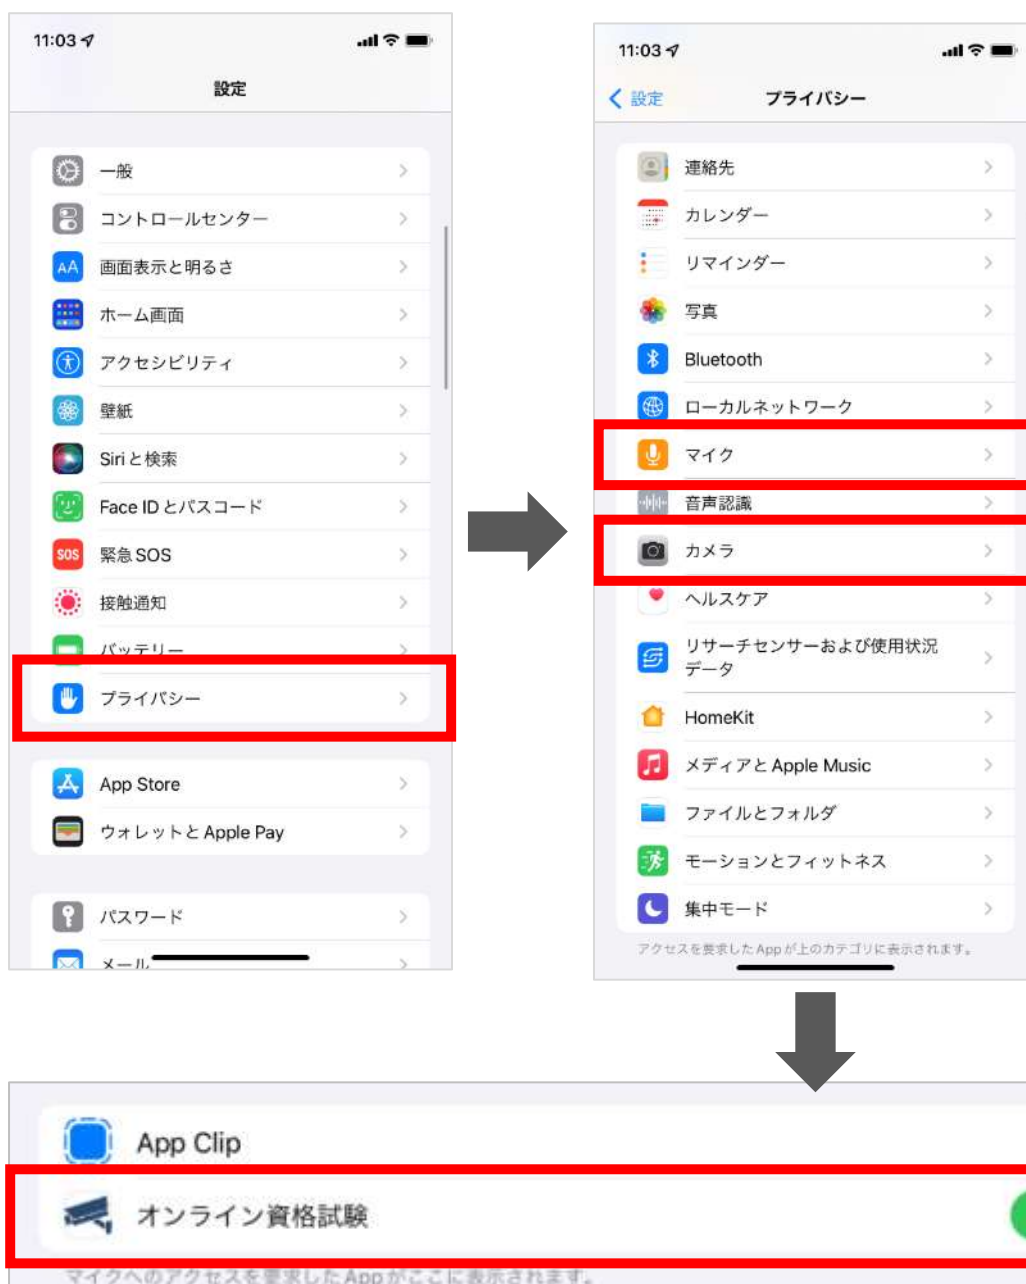 11:03
設定
一般
コントロールセンター
AA 画面表示と明るさ
ホーム画面
アクセシビリティ
壁紙
Siriと検索
Face IDとパスコード
SOS 緊急SOS
接触通知
バッテリー
プライバシー
App Store
ウォレットとApple Pay
パスワード
メール
11:03
設定 プライバシー
連絡先
カレンダー
リマインダー
写真
Bluetooth
ローカルネットワーク
マイク
音声認識
カメラ
ヘルスケア
リサーチセンサーおよび使用状況
データ
HomeKit
メディアとApple Music
ファイルとフォルダ
モーションとフィットネス
集中モード
アクセスを要求したAppが上のカテゴリに表示されます。
App Clip
オンライン資格試験
マイクへのアクセスを要求したAppがここに表示されます。